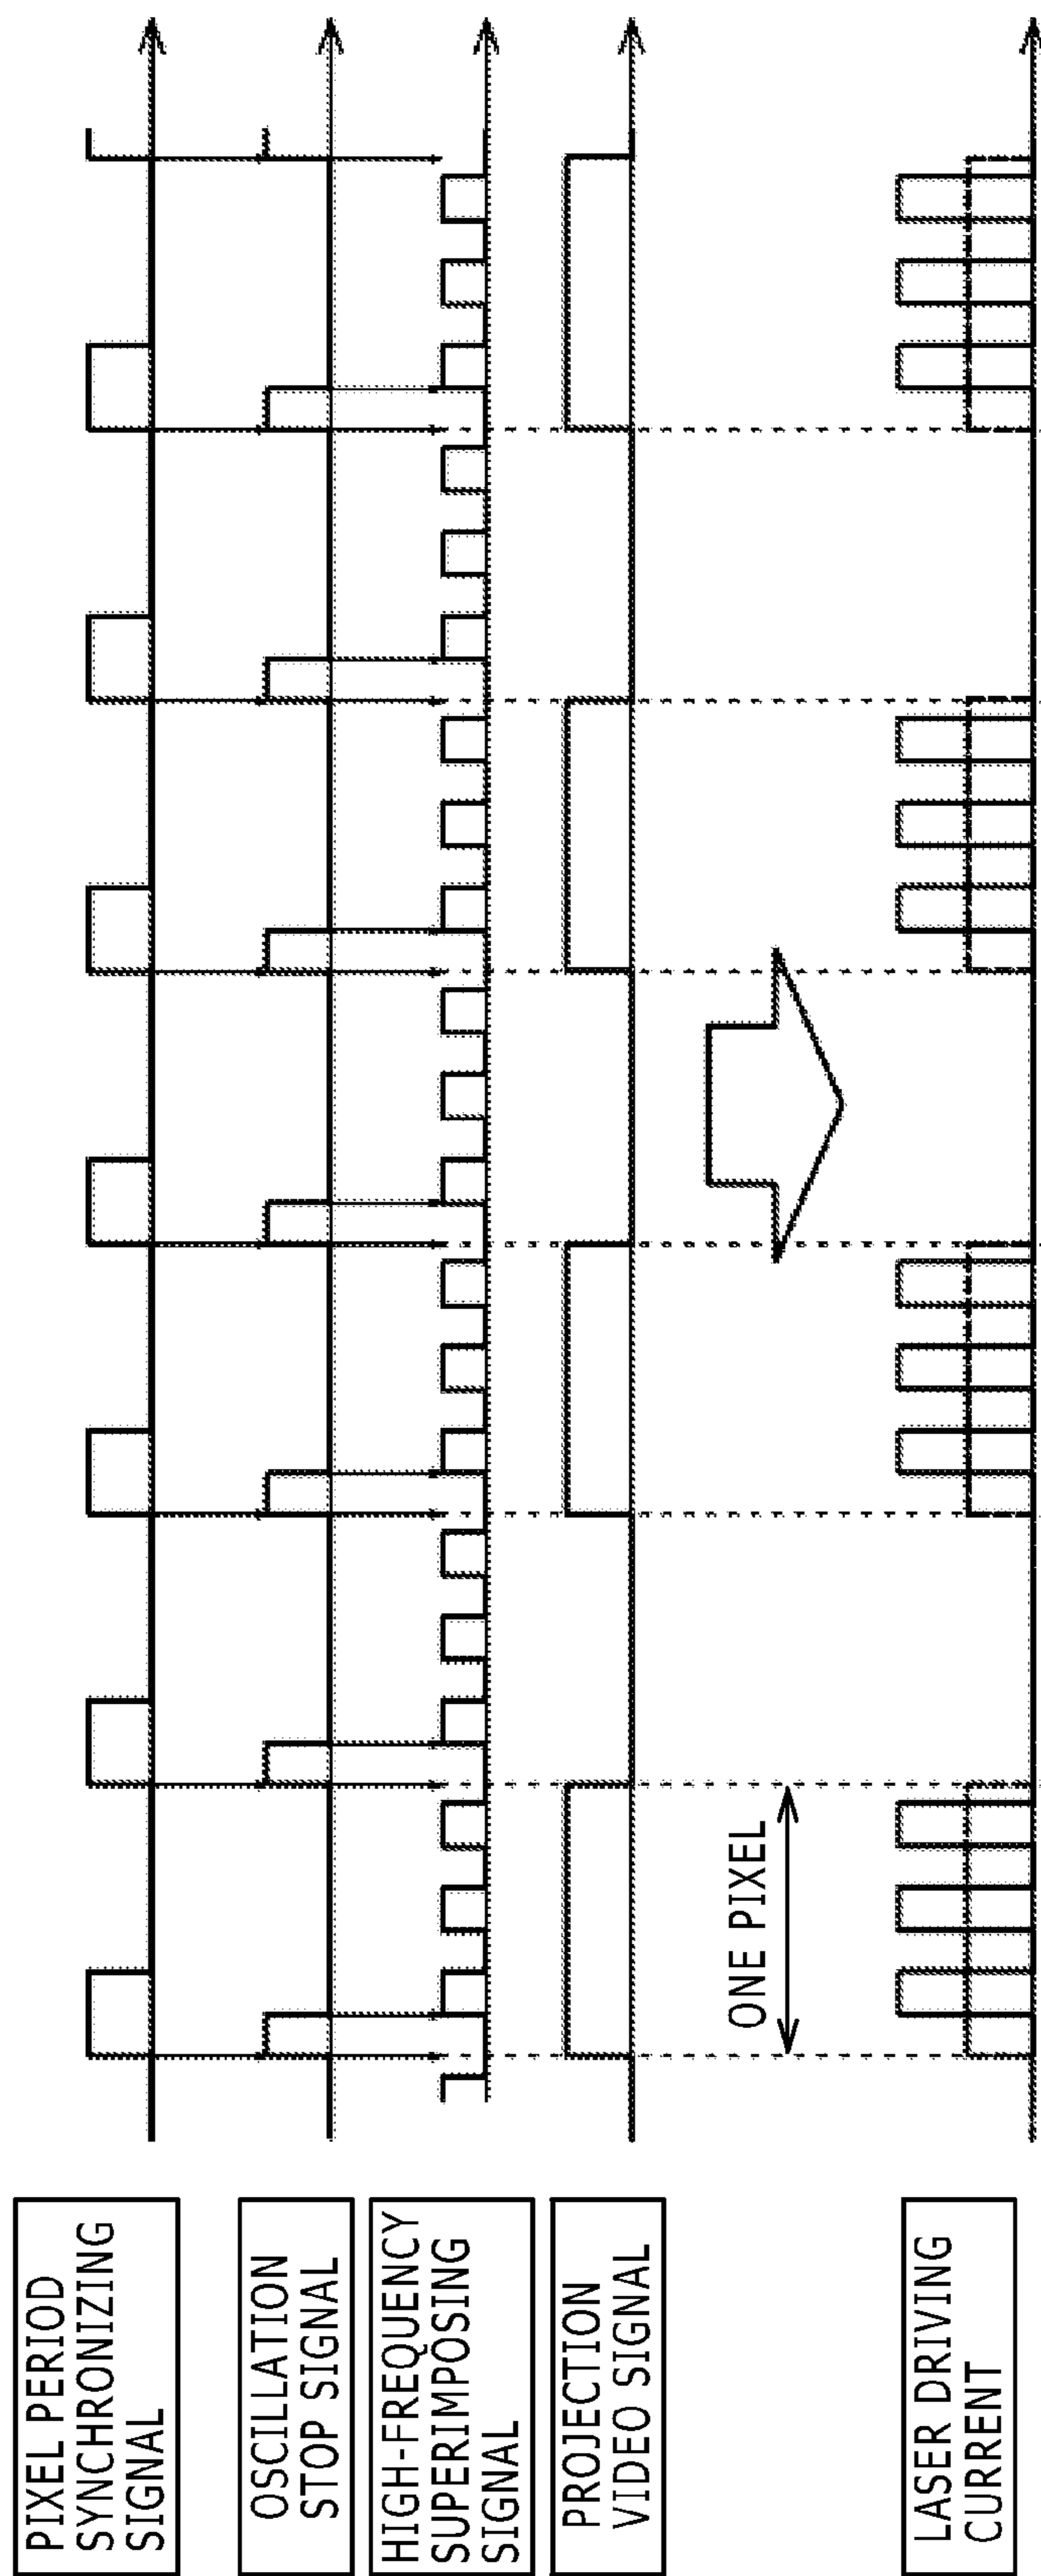 PIXEL PERIOD
SYNCHRONIZING
SIGNAL
OSCILLATION
STOP SIGNAL
HIGH-FREQUENCY
SUPERIMPOSING
SIGNAL
PROJECTION
VIDEO SIGNAL
ONE PIXEL
LASER DRIVING
CURRENT